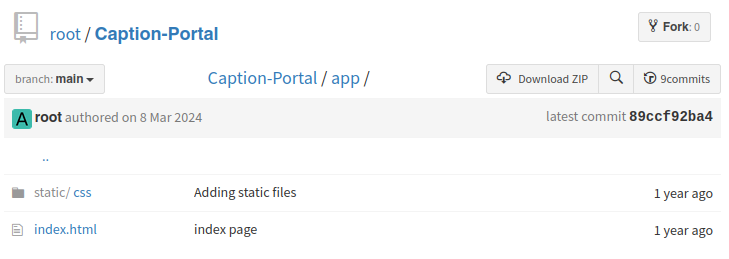 root / Caption-Portal
Fork: 0
branch: main
Caption-Portal / app /
Download ZIP
9commits
A root authored on 8 Mar 2024
latest commit 89ccf92ba4
..
static/ css Adding static files 1 year ago
index.html index page 1 year ago